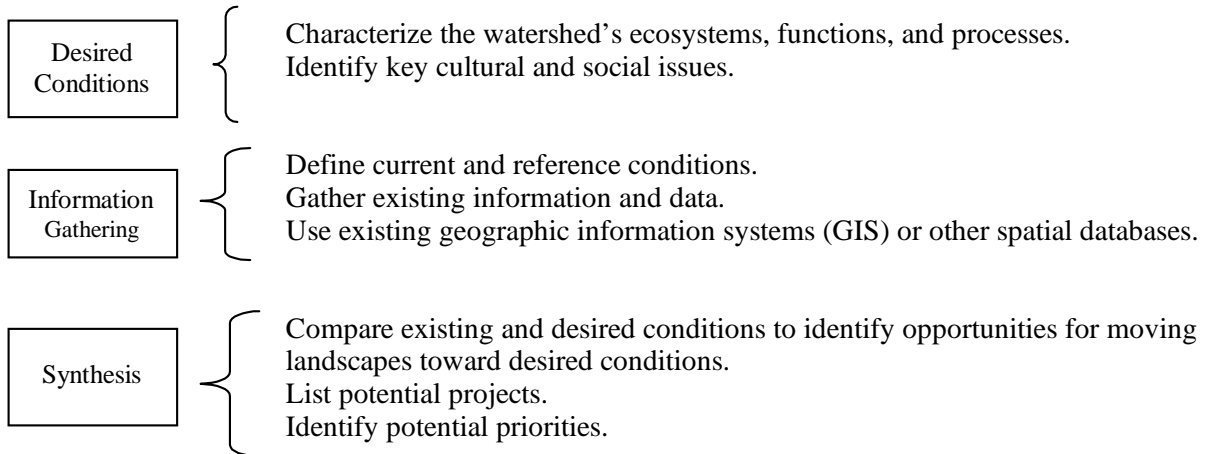 Desired
Conditions
Characterize the watershed’s ecosystems, functions, and processes.
Identify key cultural and social issues.
Information
Gathering
Define current and reference conditions.
Gather existing information and data.
Use existing geographic information systems (GIS) or other spatial databases.
Synthesis
Compare existing and desired conditions to identify opportunities for moving
landscapes toward desired conditions.
List potential projects.
Identify potential priorities.